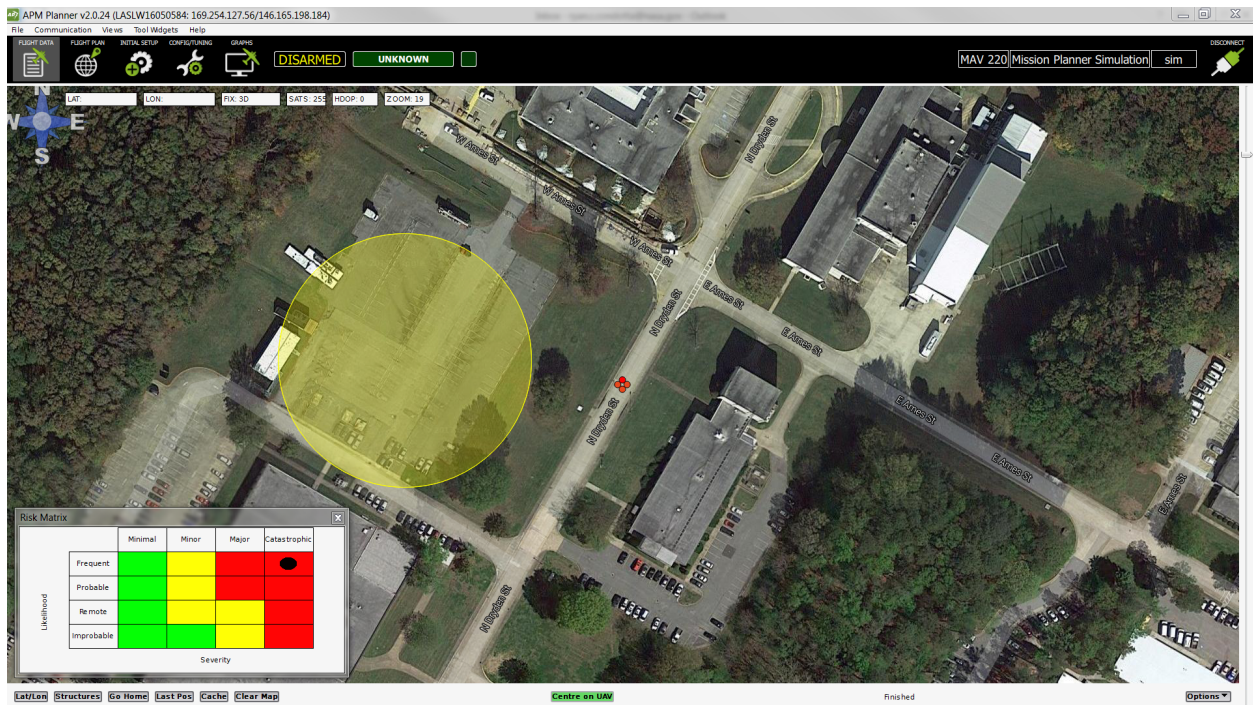 APM Planner v2.0.24 (LASLW16050584: 169.254.127.56/146.165.198.184)
File Communication Views Tool Widgets Help
FLIGHT DATA FLIGHT PLAN INITIAL SETUP CONFIG/TUNING GRAPHS DISARMED UNKNOWN MAV 220 Mission Planner Simulation sim DISCONNECT
LAT: LON: FIX: 3D SATS: 255 HDOP: 0 ZOOM: 19
N
W E
S
W Ames St
N Dryden St
W Ames St
W Ames St
E Ames St
N Dryden St
E Ames St
E Ames St
N Dryden St
E Ames St
E Ames St
N Dryden St
Risk Matrix
Minimal Minor Major Catastrophic
Frequent
Probable
Likelihood
Remote
Improbable
Severity
Lat/Lon Structures Go Home Last Pos Cache Clear Map Centre on UAV Finished Options